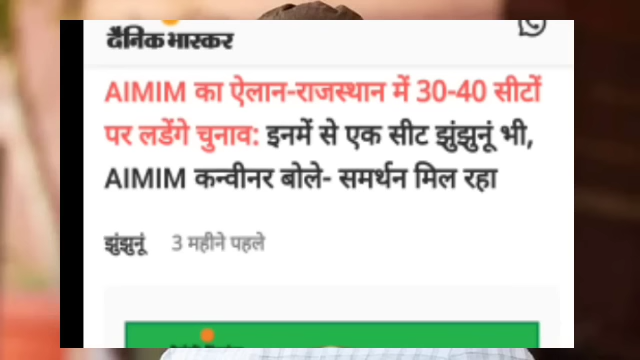 दैनिक भास्कर
AIMIM का ऐलान-राजस्थान में 30-40 सीटों
पर लडेंगे चुनाव: इनमें से एक सीट झुंझुनूं भी,
AIMIM कन्वीनर बोले- समर्थन मिल रहा
झुंझुनूं 3 महीने पहले